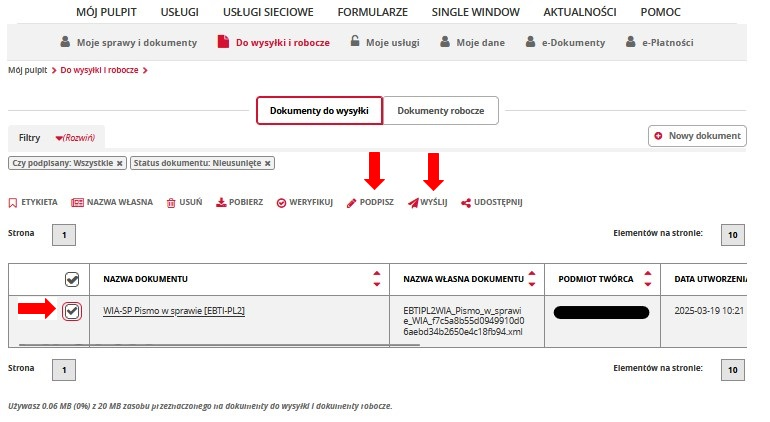 MÓJ PULPIT USŁUGI USŁUGI SIECIOWE FORMULARZE SINGLE WINDOW AKTUALNOŚCI POMOC
Moje sprawy i dokumenty Do wysyłki i robocze Moje usługi Moje dane e-Dokumenty e-Płatności
Mój pulpit > Do wysyłki i robocze >
Dokumenty do wysyłki Dokumenty robocze
Filtry (Rozwiń) Nowy dokument
Czy podpisany: Wszystkie × Status dokumentu: Nieusunięte ×
ETYKIETA NAZWA WŁASNA USUŃ POBIERZ WERYFIKUJ PODPISZ WYŚLIJ UDOSTĘPNIJ
Strona 1 Elementów na stronie: 10
NAZWA DOKUMENTU NAZWA WŁASNA DOKUMENTU PODMIOT TWÓRCA DATA UTWORZENIA
WIA-SP Pismo w sprawie [EBTI-PL2] EBTIPL2WIA_Pismo_w_sprawi 2025-03-19 10:21
e_WIA_f7c5a8b55d0949910d0
6aebd34b2650e4c18fb94.xml
Strona 1 Elementów na stronie: 10
Używasz 0.06 MB (0%) z 20 MB zasobu przeznaczonego na dokumenty do wysyłki i dokumenty robocze.